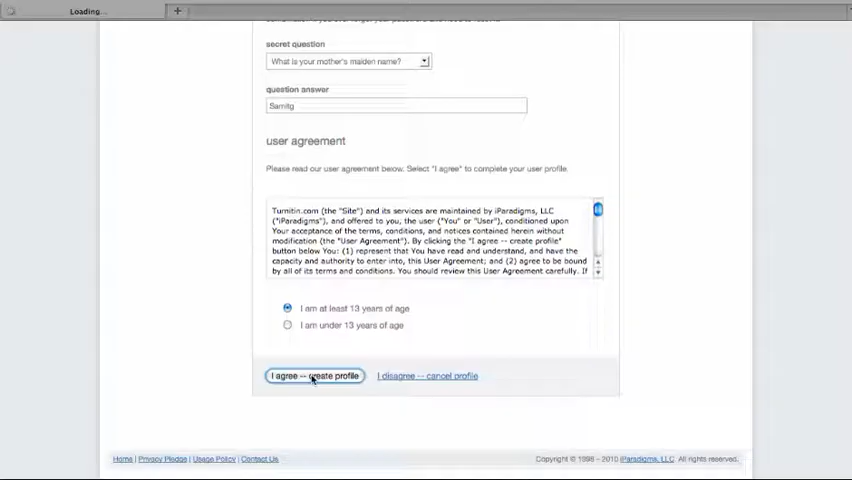 Loading...
secret question
What is your mother's maiden name?
question answer
Samitg
user agreement
Please read our user agreement below. Select "I agree" to complete your user profile.
Turnitin.com (the "Site") and its services are maintained by iParadigms, LLC
("iParadigms"), and offered to you, the user ("You" or "User"), conditioned upon
Your acceptance of the terms, conditions, and notices contained herein without
modification (the "User Agreement"). By clicking the "I agree -- create profile"
button below You: (1) represent that You have read and understand, and have the
capacity and authority to enter into, this User Agreement; and (2) agree to be bound
by all of its terms and conditions. You should review this User Agreement carefully. If
I am at least 13 years of age
I am under 13 years of age
I agree -- create profile I disagree -- cancel profile
Home | Privacy Pledge | Usage Policy | Contact Us Copyright © 1998 – 2010 iParadigms, LLC. All rights reserved.